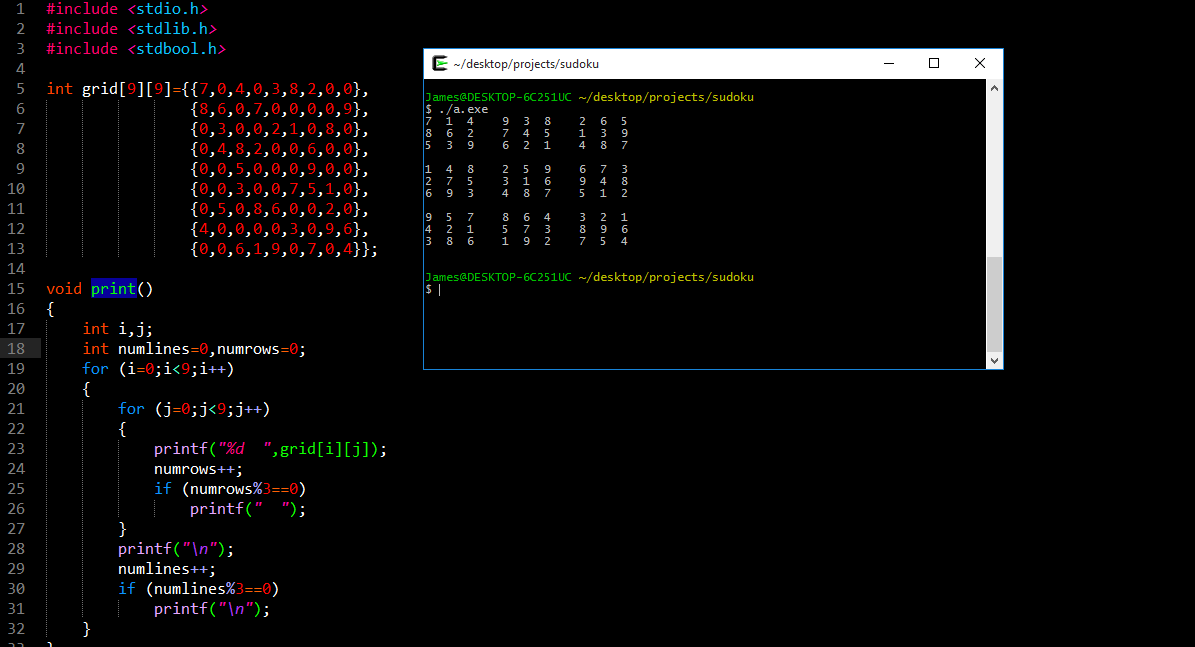 1 #include <stdio.h>
2 #include <stdlib.h>
3 #include <stdbool.h>
4
5 int grid[9][9]={{7,0,4,0,3,8,2,0,0},
6 {8,6,0,7,0,0,0,0,9},
7 {0,3,0,0,2,1,0,8,0},
8 {0,4,8,2,0,0,6,0,0},
9 {0,0,5,0,0,0,9,0,0},
10 {0,0,3,0,0,7,5,1,0},
11 {0,5,0,8,6,0,0,2,0},
12 {4,0,0,0,0,3,0,9,6},
13 {0,0,6,1,9,0,7,0,4}};
14
15 void print()
16 {
17 int i,j;
18 int numlines=0,numrows=0;
19 for (i=0;i<9;i++)
20 {
21 for (j=0;j<9;j++)
22 {
23 printf("%d  ",grid[i][j]);
24 numrows++;
25 if (numrows%3==0)
26 printf("  ");
27 }
28 printf("\n");
29 numlines++;
30 if (numlines%3==0)
31 printf("\n");
32 }
33 }
~/desktop/projects/sudoku
James@DESKTOP-6C251UC ~/desktop/projects/sudoku
$ ./a.exe
7 1 4 9 3 8 2 6 5
8 6 2 7 4 5 1 3 9
5 3 9 6 2 1 4 8 7
1 4 8 2 5 9 6 7 3
2 7 5 3 1 6 9 4 8
6 9 3 4 8 7 5 1 2
9 5 7 8 6 4 3 2 1
4 2 1 5 7 3 8 9 6
3 8 6 1 9 2 7 5 4
James@DESKTOP-6C251UC ~/desktop/projects/sudoku
$